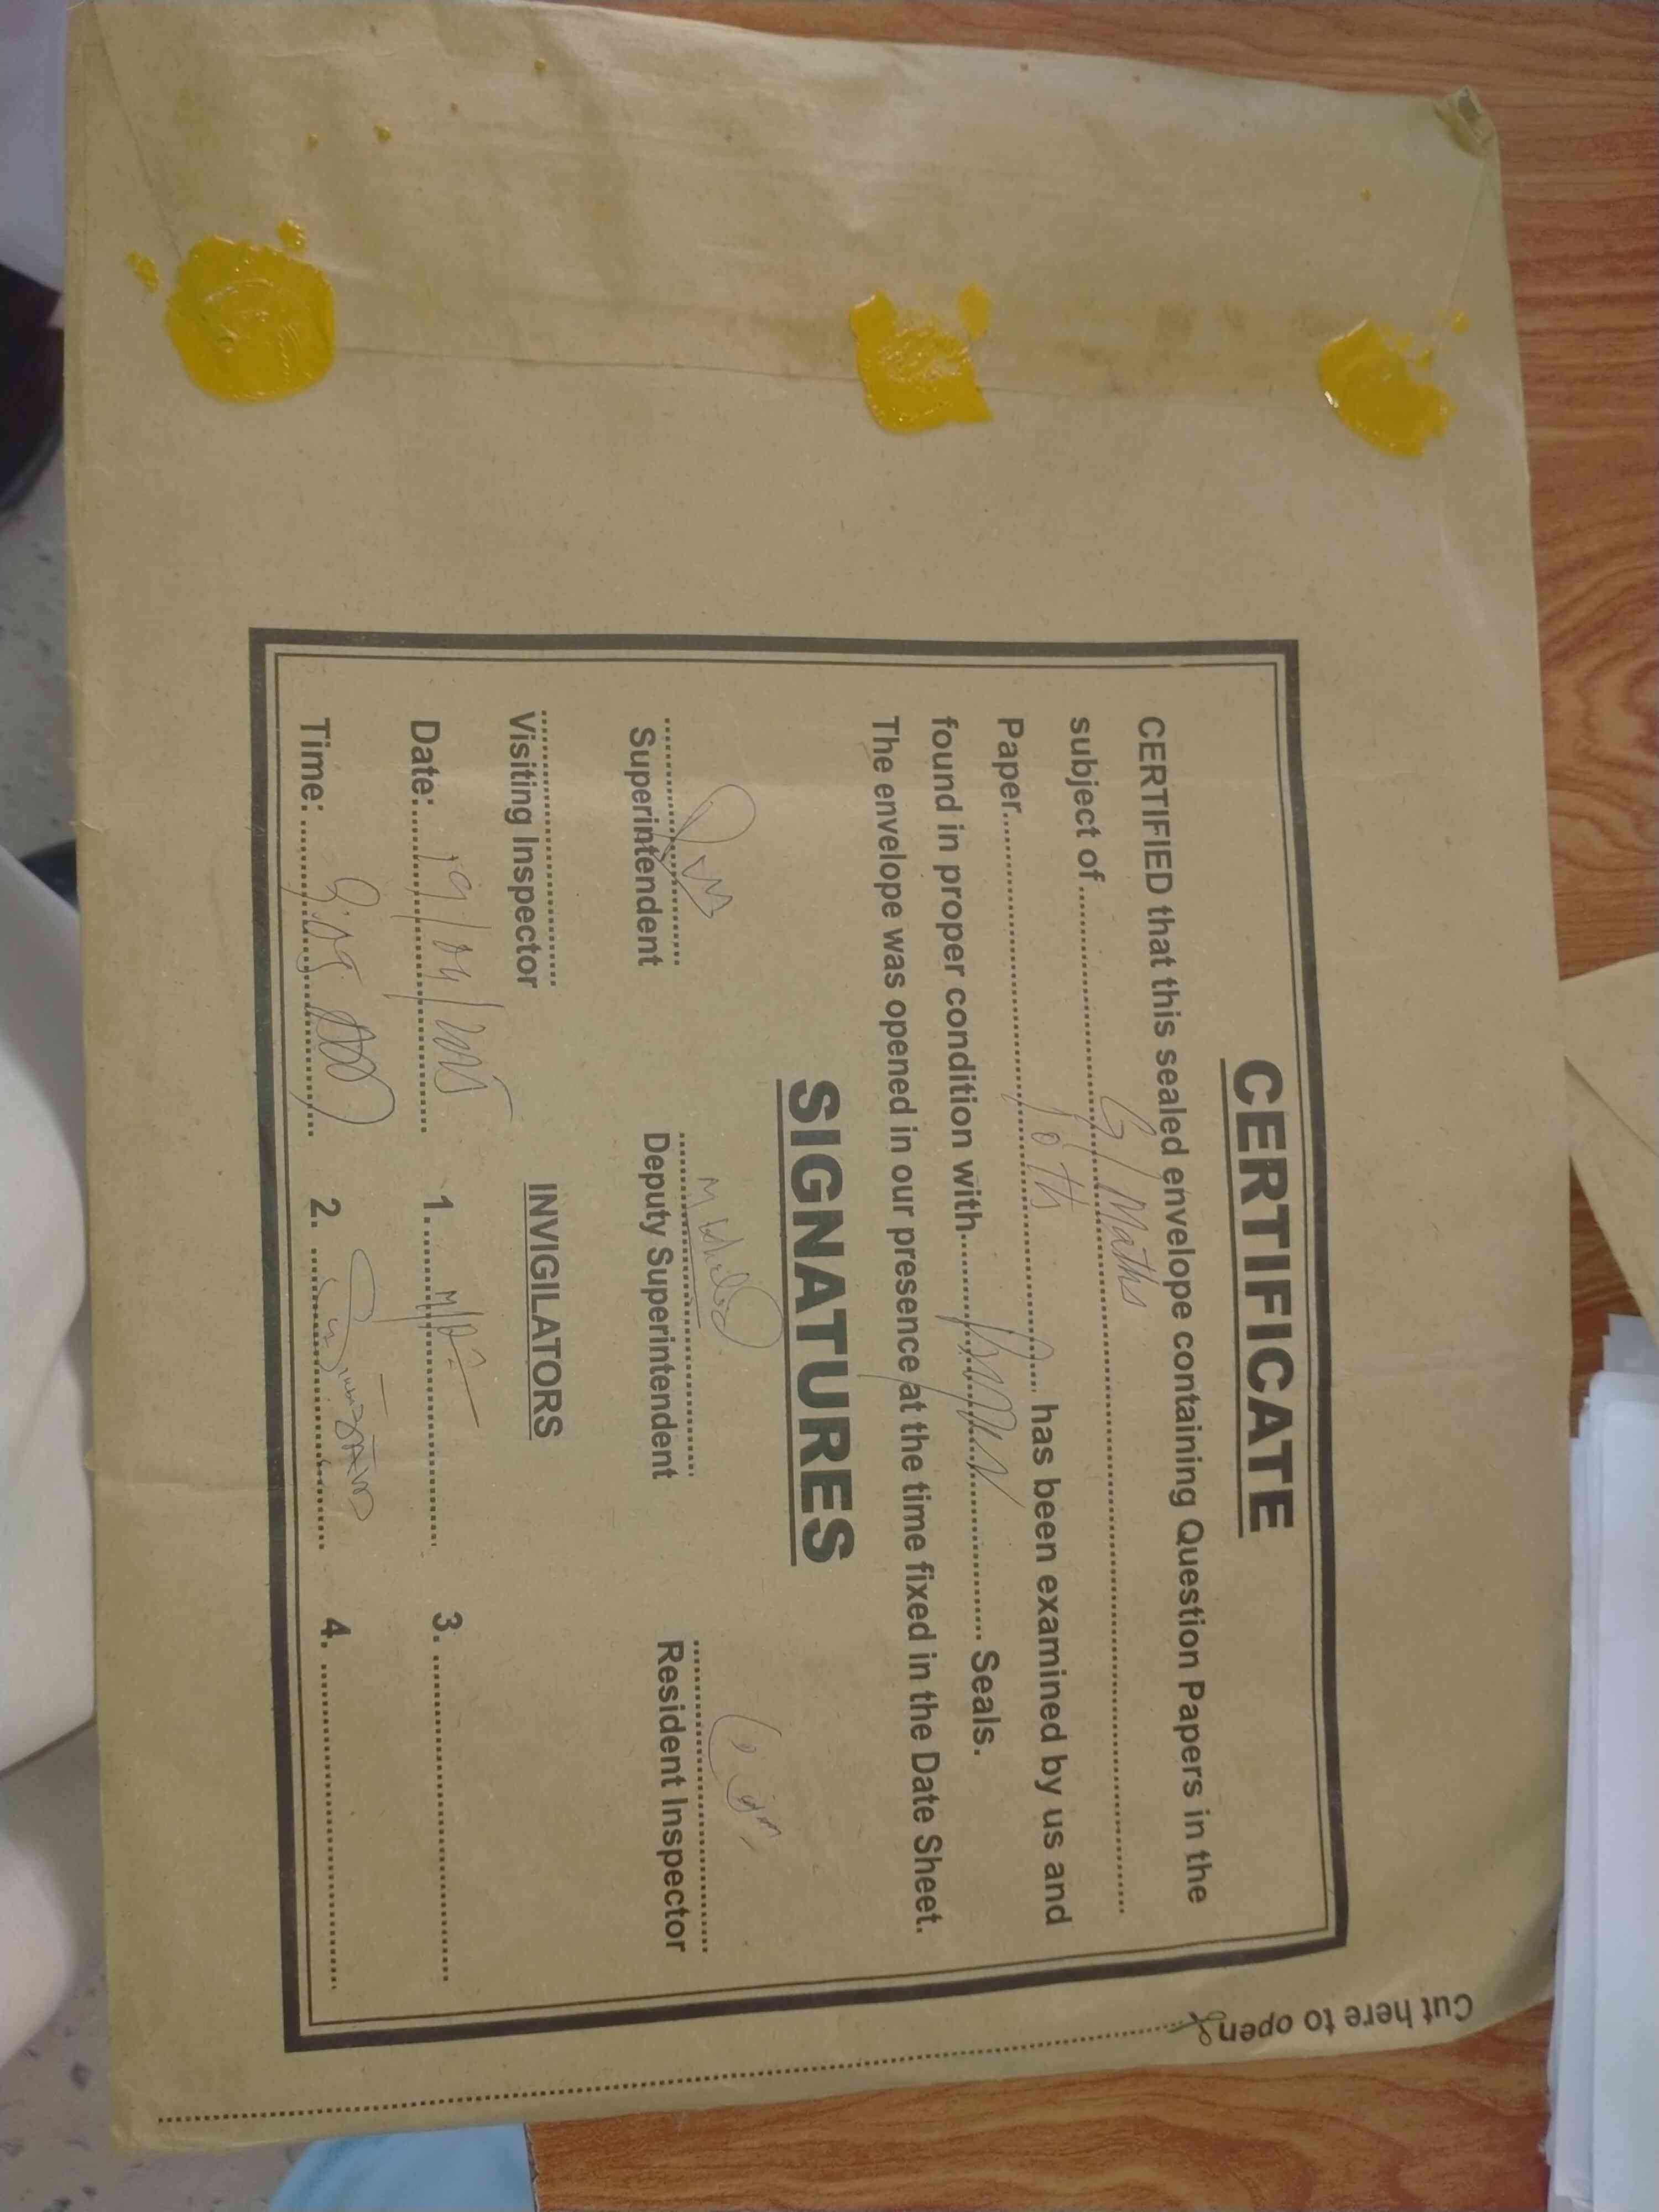 CERTIFICATE
CERTIFIED that this sealed envelope containing Question Papers in the
subject of.......... G/Maths ..........
Paper.......... 10th .......... has been examined by us and
found in proper condition with.................... Seals.
The envelope was opened in our presence at the time fixed in the Date Sheet.
SIGNATURES
Superintendent Deputy Superintendent Resident Inspector
Visiting Inspector INVIGILATORS
Date:..... 19/04/2025 ..... 1.................... 3. ....................
Time: .................... 2. .................... 4. ....................
Cut here to open